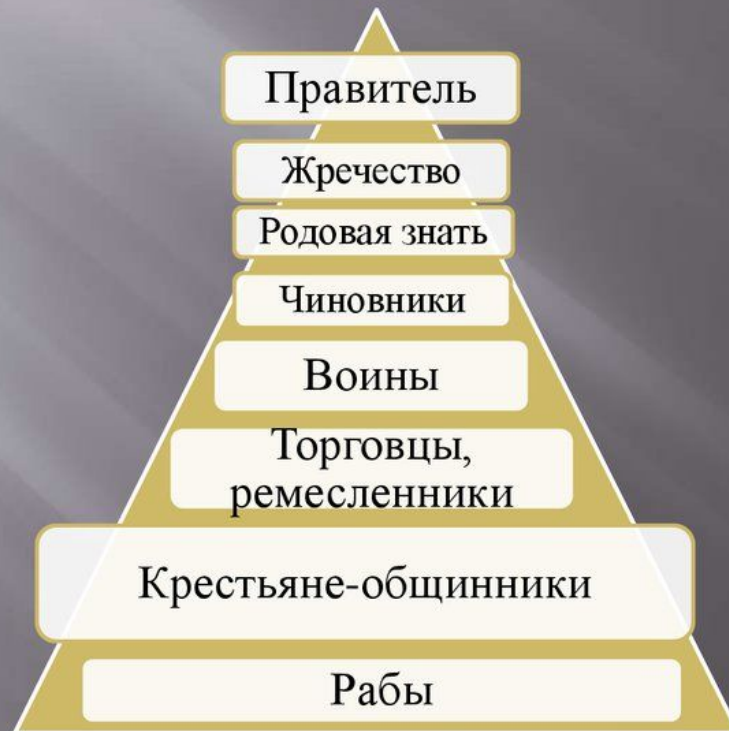 Правитель
Жречество
Родовая знать
Чиновники
Воины
Торговцы,
ремесленники
Крестьяне-общинники
Рабы